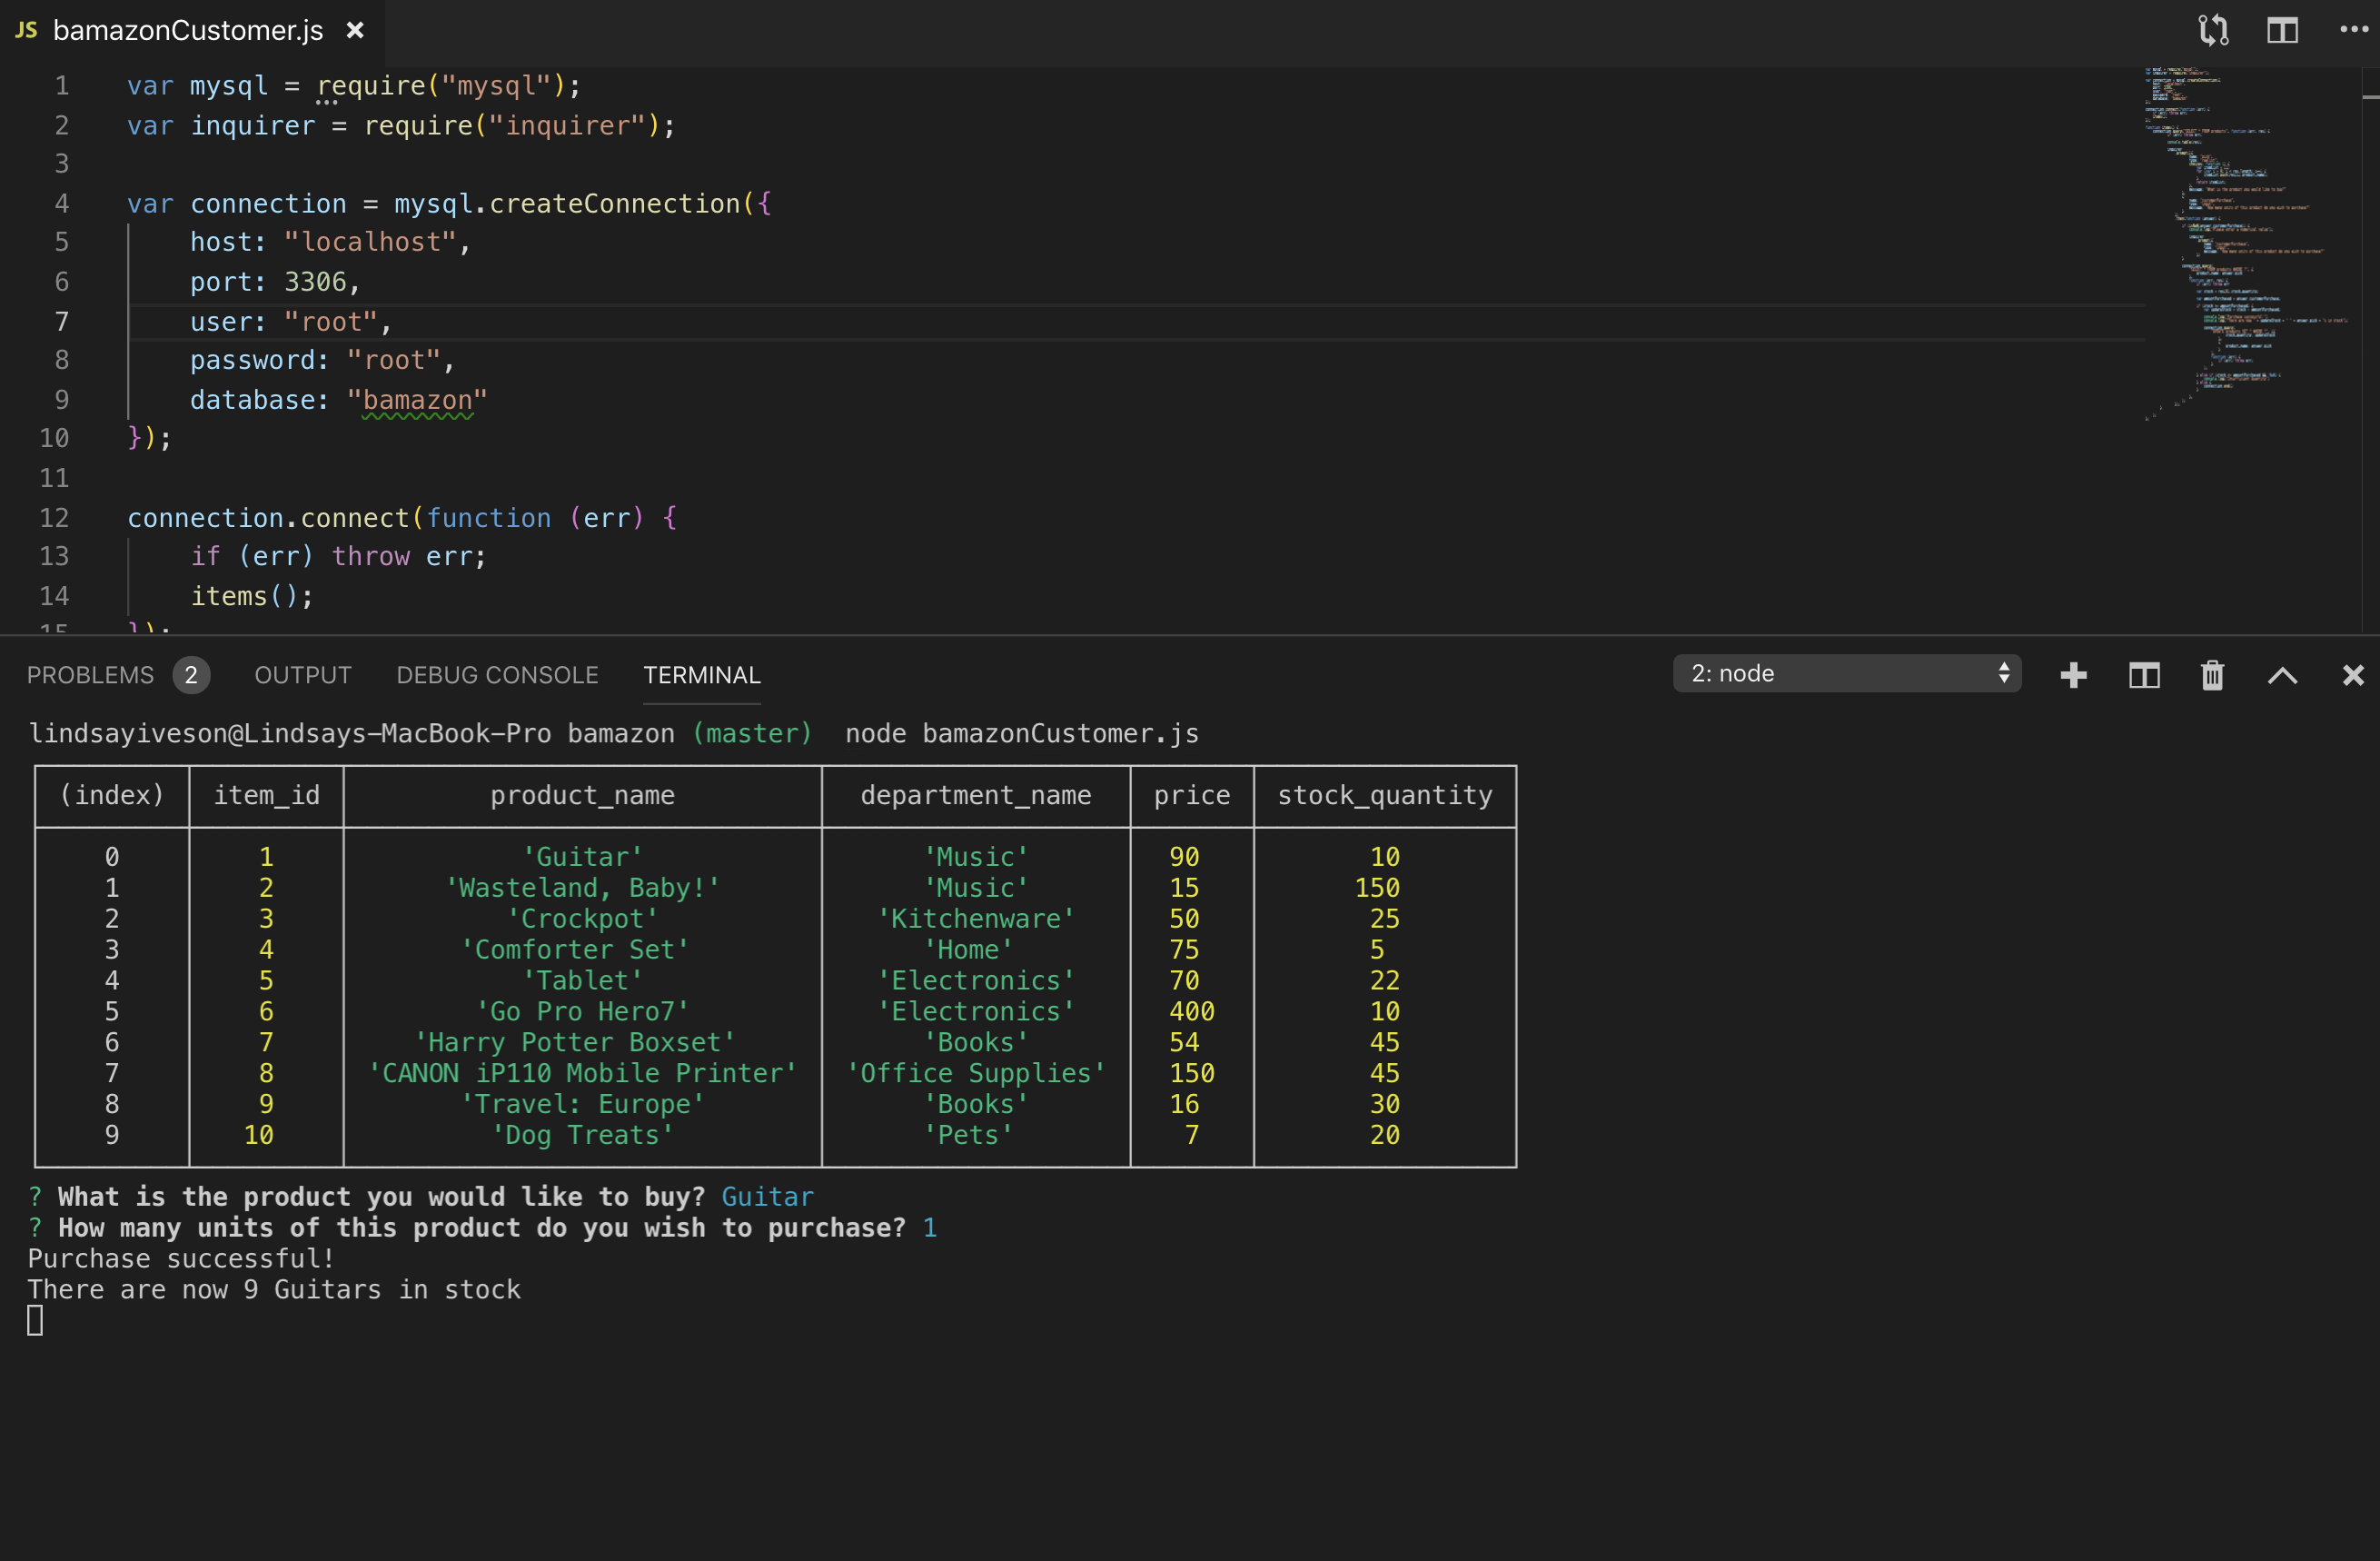 JS bamazonCustomer.js
1 var mysql = require("mysql");
2 var inquirer = require("inquirer");
3
4 var connection = mysql.createConnection({
5 host: "localhost",
6 port: 3306,
7 user: "root",
8 password: "root",
9 database: "bamazon"
10 });
11
12 connection.connect(function (err) {
13 if (err) throw err;
14 items();
15 });
PROBLEMS 2 OUTPUT DEBUG CONSOLE TERMINAL 2: node
lindsayiveson@Lindsays-MacBook-Pro bamazon (master) node bamazonCustomer.js
(index) item_id product_name department_name price stock_quantity
0 1 'Guitar' 'Music' 90 10
1 2 'Wasteland, Baby!' 'Music' 15 150
2 3 'Crockpot' 'Kitchenware' 50 25
3 4 'Comforter Set' 'Home' 75 5
4 5 'Tablet' 'Electronics' 70 22
5 6 'Go Pro Hero7' 'Electronics' 400 10
6 7 'Harry Potter Boxset' 'Books' 54 45
7 8 'CANON iP110 Mobile Printer' 'Office Supplies' 150 45
8 9 'Travel: Europe' 'Books' 16 30
9 10 'Dog Treats' 'Pets' 7 20
? What is the product you would like to buy? Guitar
? How many units of this product do you wish to purchase? 1
Purchase successful!
There are now 9 Guitars in stock